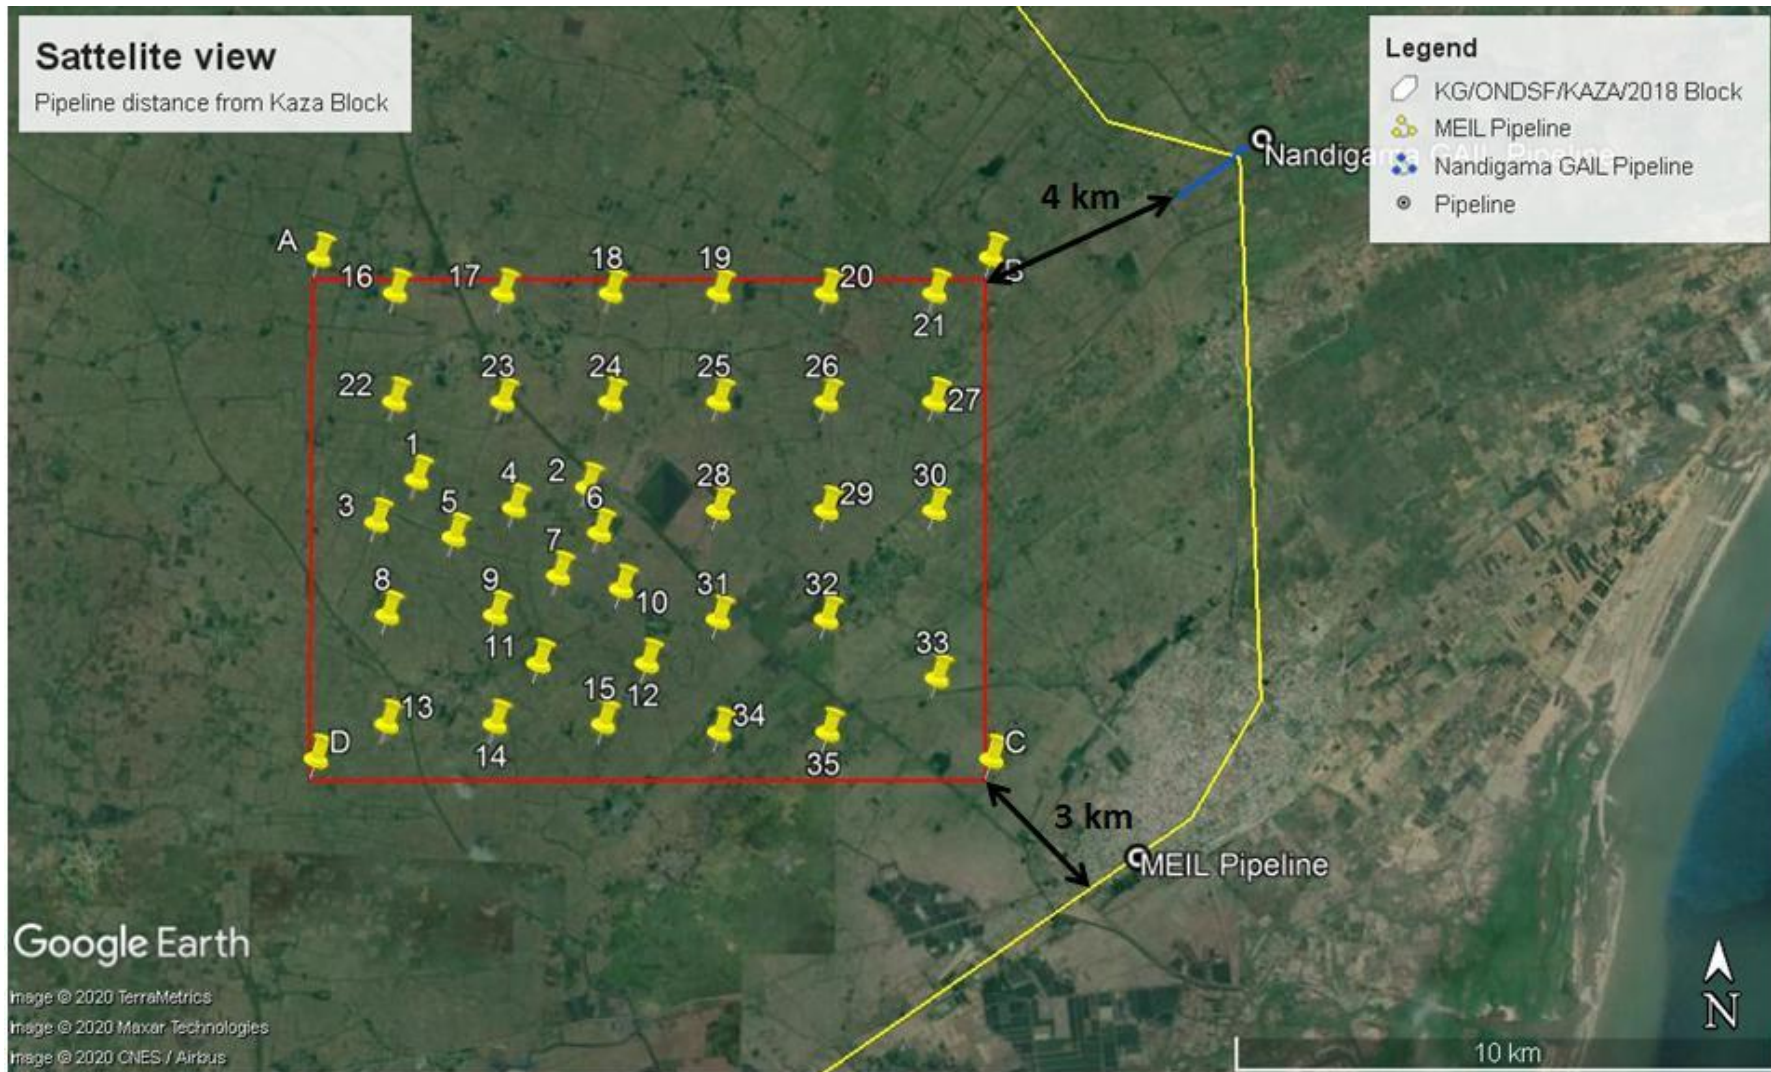 Sattelite view
Pipeline distance from Kaza Block
Legend
KG/ONDSF/KAZA/2018 Block
MEIL Pipeline
Nandigama GAIL Pipeline
Pipeline
Nandigama GAIL Pipeline
4 km
A
B
16
17
18
19
20
21
22
23
24
25
26
27
1
4
2
28
29
30
3
5
6
7
8
9
10
31
32
11
12
33
13
14
15
34
35
D
C
3 km
MEIL Pipeline
Google Earth
Image © 2020 TerraMetrics
Image © 2020 Maxar Technologies
Image © 2020 CNES / Airbus
N
10 km